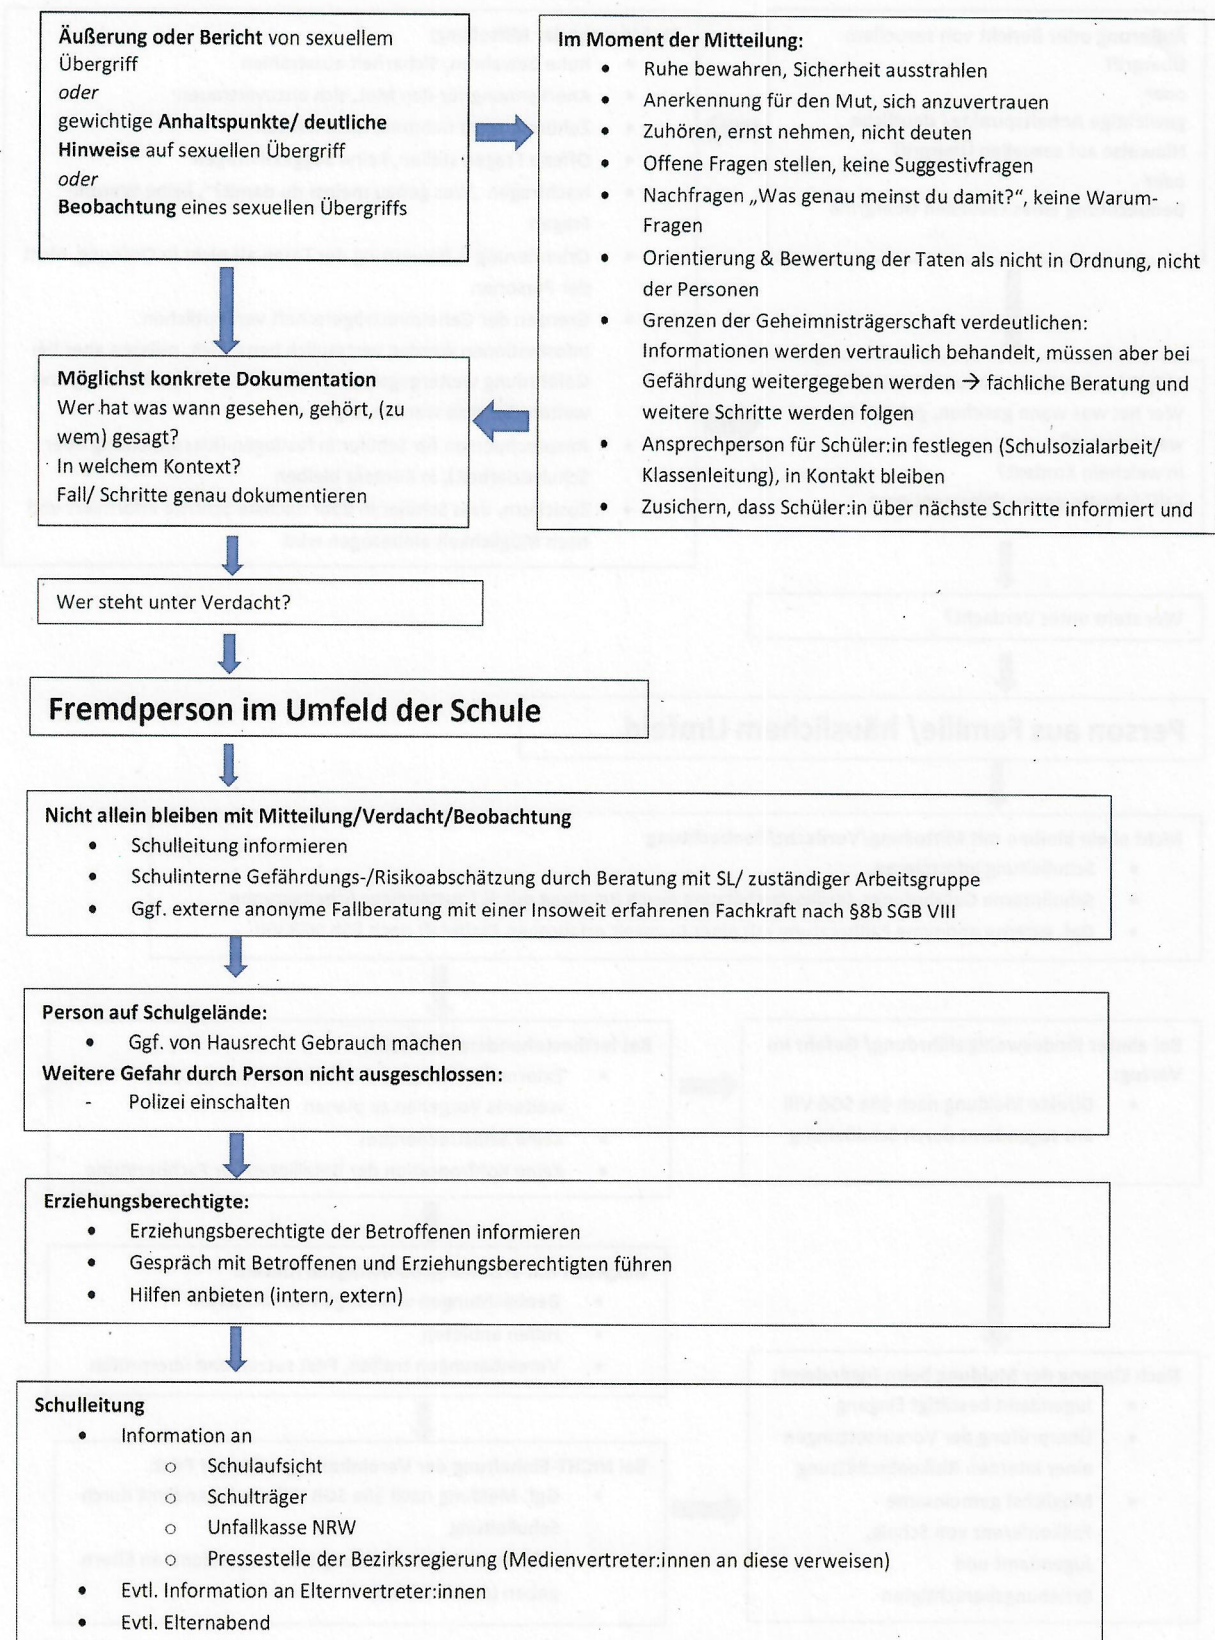 Äußerung oder Bericht von sexuellem
Übergriff
oder
gewichtige Anhaltspunkte/ deutliche
Hinweise auf sexuellen Übergriff
oder
Beobachtung eines sexuellen Übergriffs
Im Moment der Mitteilung:
• Ruhe bewahren, Sicherheit ausstrahlen
• Anerkennung für den Mut, sich anzuvertrauen
• Zuhören, ernst nehmen, nicht deuten
• Offene Fragen stellen, keine Suggestivfragen
• Nachfragen „Was genau meinst du damit?“, keine Warum-
Fragen
• Orientierung & Bewertung der Taten als nicht in Ordnung, nicht
der Personen
• Grenzen der Geheimnisträgerschaft verdeutlichen:
Informationen werden vertraulich behandelt, müssen aber bei
Gefährdung weitergegeben werden → fachliche Beratung und
weitere Schritte werden folgen
• Ansprechperson für Schüler:in festlegen (Schulsozialarbeit/
Klassenleitung), in Kontakt bleiben
• Zusichern, dass Schüler:in über nächste Schritte informiert und
Möglichst konkrete Dokumentation
Wer hat was wann gesehen, gehört, (zu
wem) gesagt?
In welchem Kontext?
Fall/ Schritte genau dokumentieren
Wer steht unter Verdacht?
Fremdperson im Umfeld der Schule
Nicht allein bleiben mit Mitteilung/Verdacht/Beobachtung
• Schulleitung informieren
• Schulinterne Gefährdungs-/Risikoabschätzung durch Beratung mit SL/ zuständiger Arbeitsgruppe
• Ggf. externe anonyme Fallberatung mit einer Insoweit erfahrenen Fachkraft nach §8b SGB VIII
Person auf Schulgelände:
• Ggf. von Hausrecht Gebrauch machen
Weitere Gefahr durch Person nicht ausgeschlossen:
- Polizei einschalten
Erziehungsberechtigte:
• Erziehungsberechtigte der Betroffenen informieren
• Gespräch mit Betroffenen und Erziehungsberechtigten führen
• Hilfen anbieten (intern, extern)
Schulleitung
• Information an
○ Schulaufsicht
○ Schulträger
○ Unfallkasse NRW
○ Pressestelle der Bezirksregierung (Medienvertreter:innen an diese verweisen)
• Evtl. Information an Elternvertreter:innen
• Evtl. Elternabend